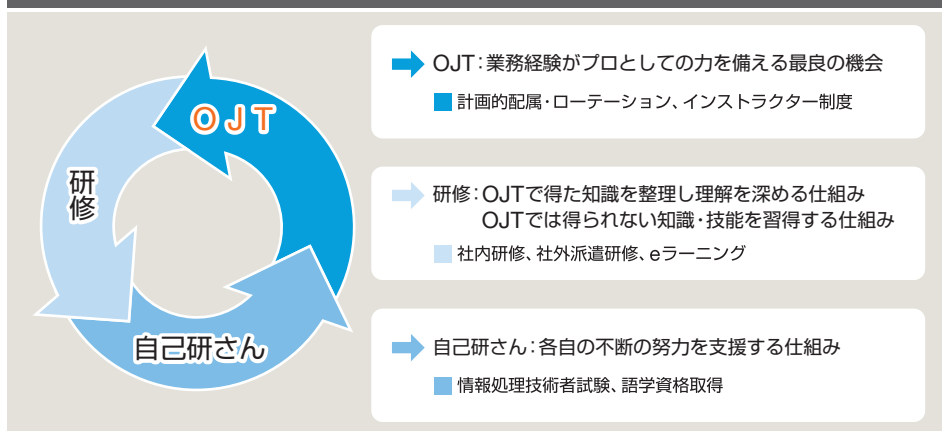 OJT
研修
自己研さん
OJT：業務経験がプロとしての力を備える最良の機会
計画的配属・ローテーション、インストラクター制度
研修：OJTで得た知識を整理し理解を深める仕組み
OJTでは得られない知識・技能を習得する仕組み
社内研修、社外派遣研修、eラーニング
自己研さん：各自の不断の努力を支援する仕組み
情報処理技術者試験、語学資格取得